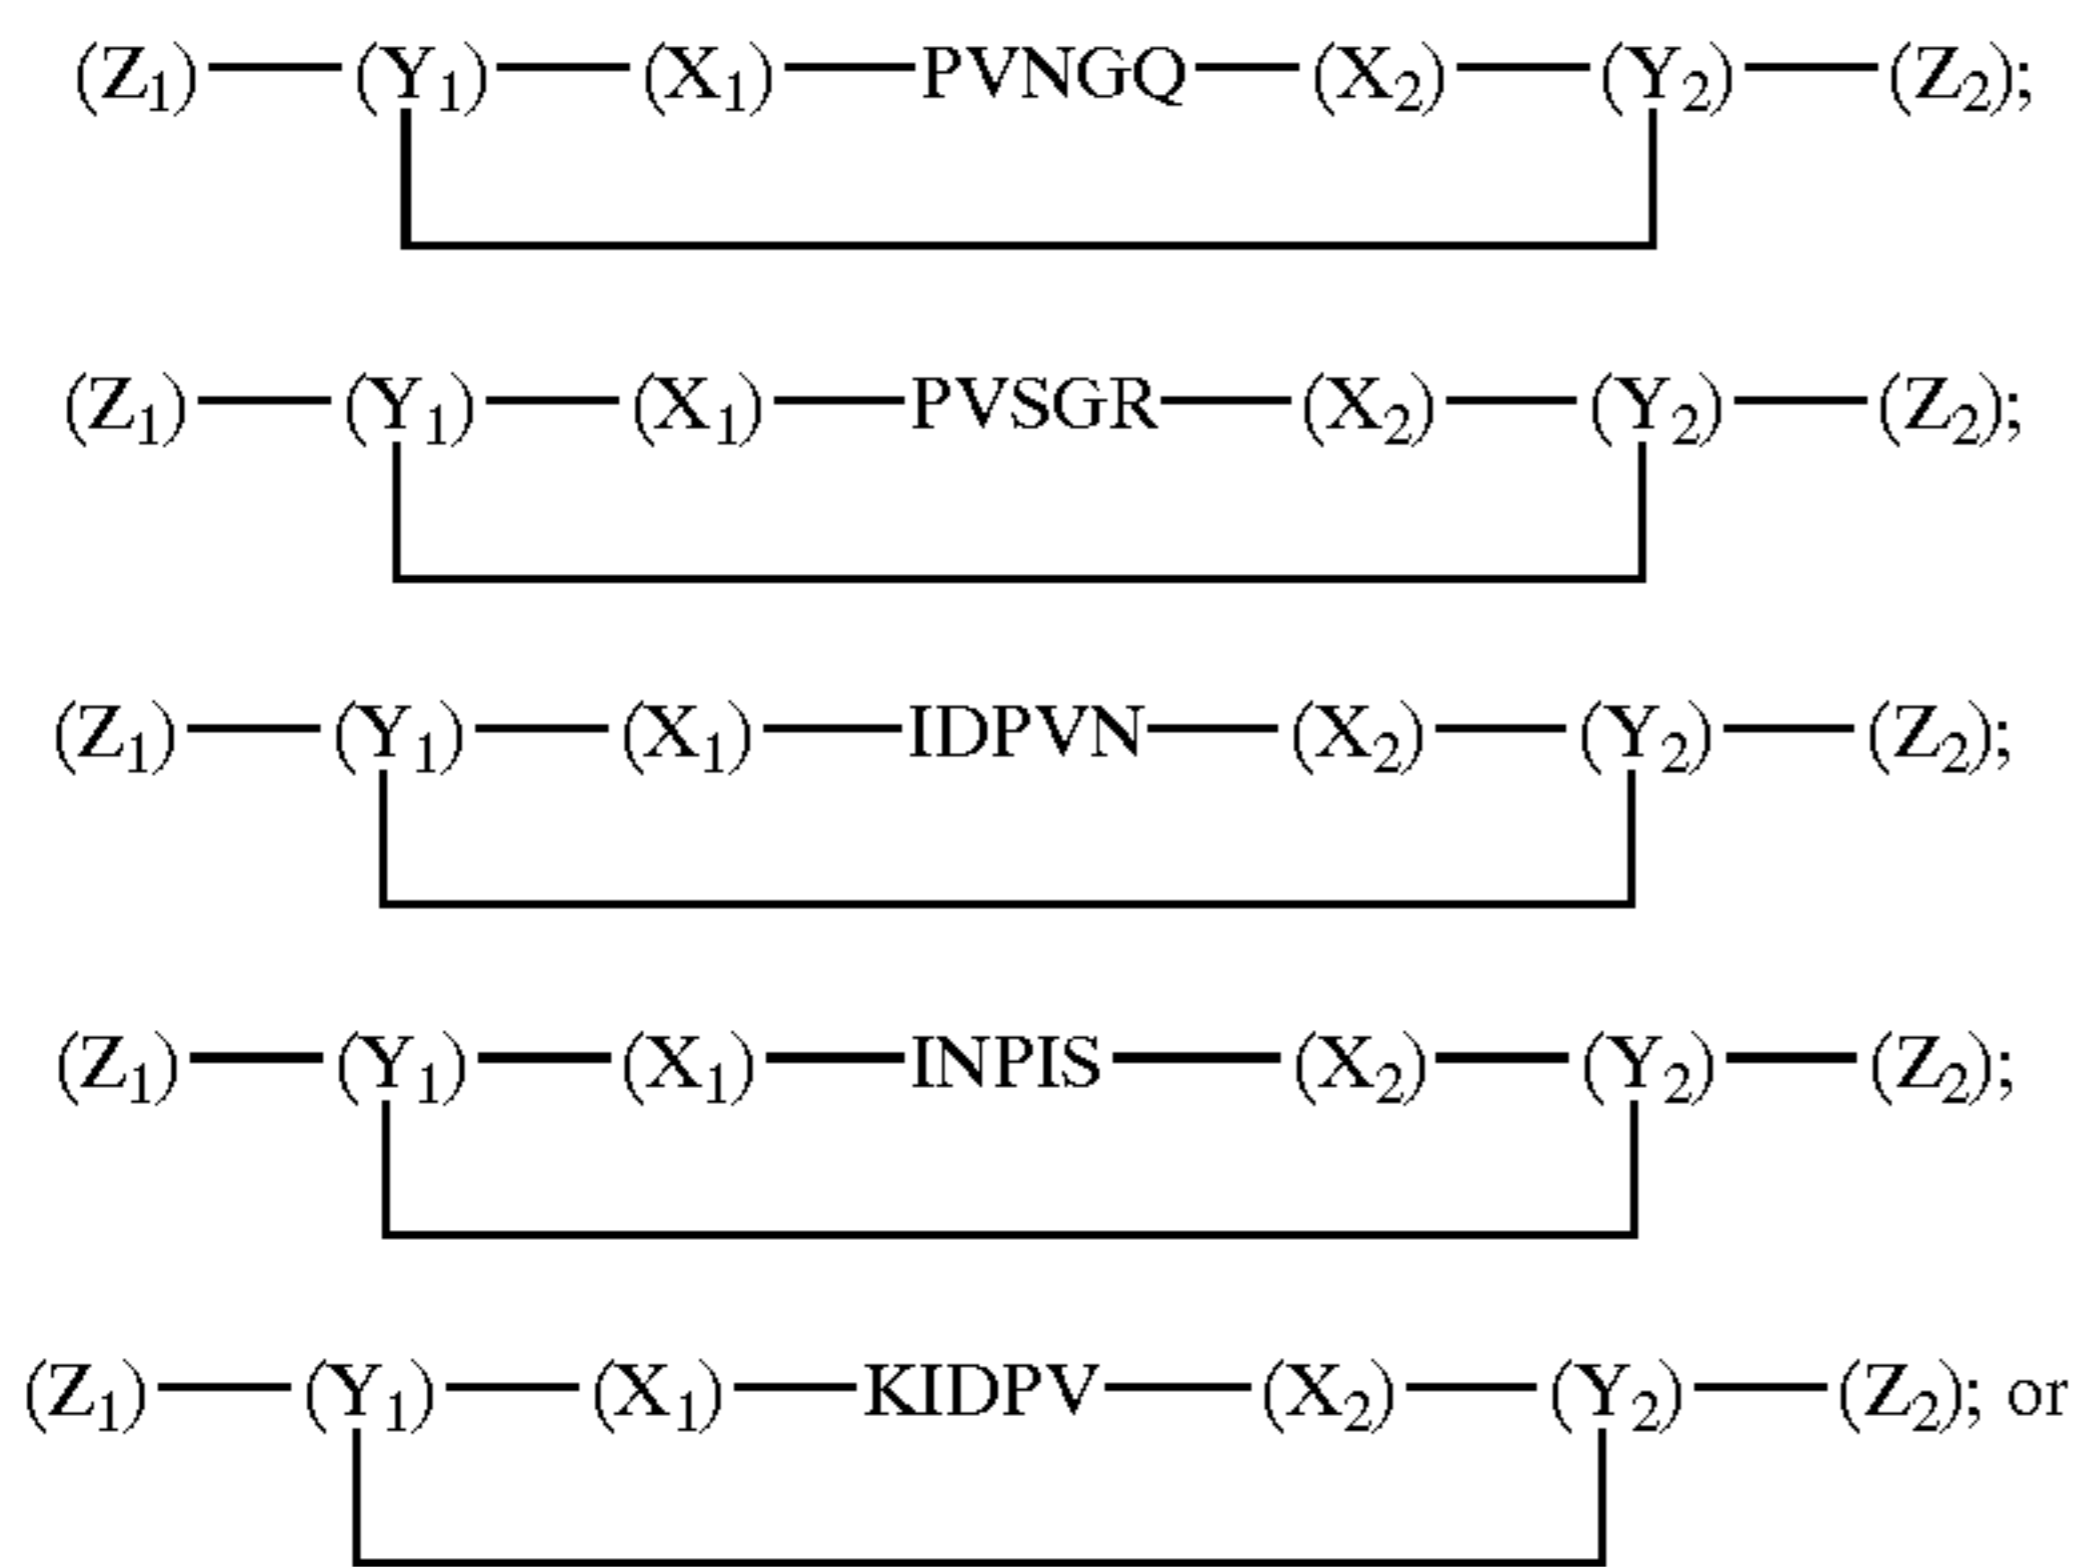 (Z₁)—(Y₁)—(X₁)—PVNGQ—(X₂)—(Y₂)—(Z₂);
(Z₁)—(Y₁)—(X₁)—PVSGR—(X₂)—(Y₂)—(Z₂);
(Z₁)—(Y₁)—(X₁)—IDPVN—(X₂)—(Y₂)—(Z₂);
(Z₁)—(Y₁)—(X₁)—INPIS—(X₂)—(Y₂)—(Z₂);
(Z₁)—(Y₁)—(X₁)—KIDPV—(X₂)—(Y₂)—(Z₂); or